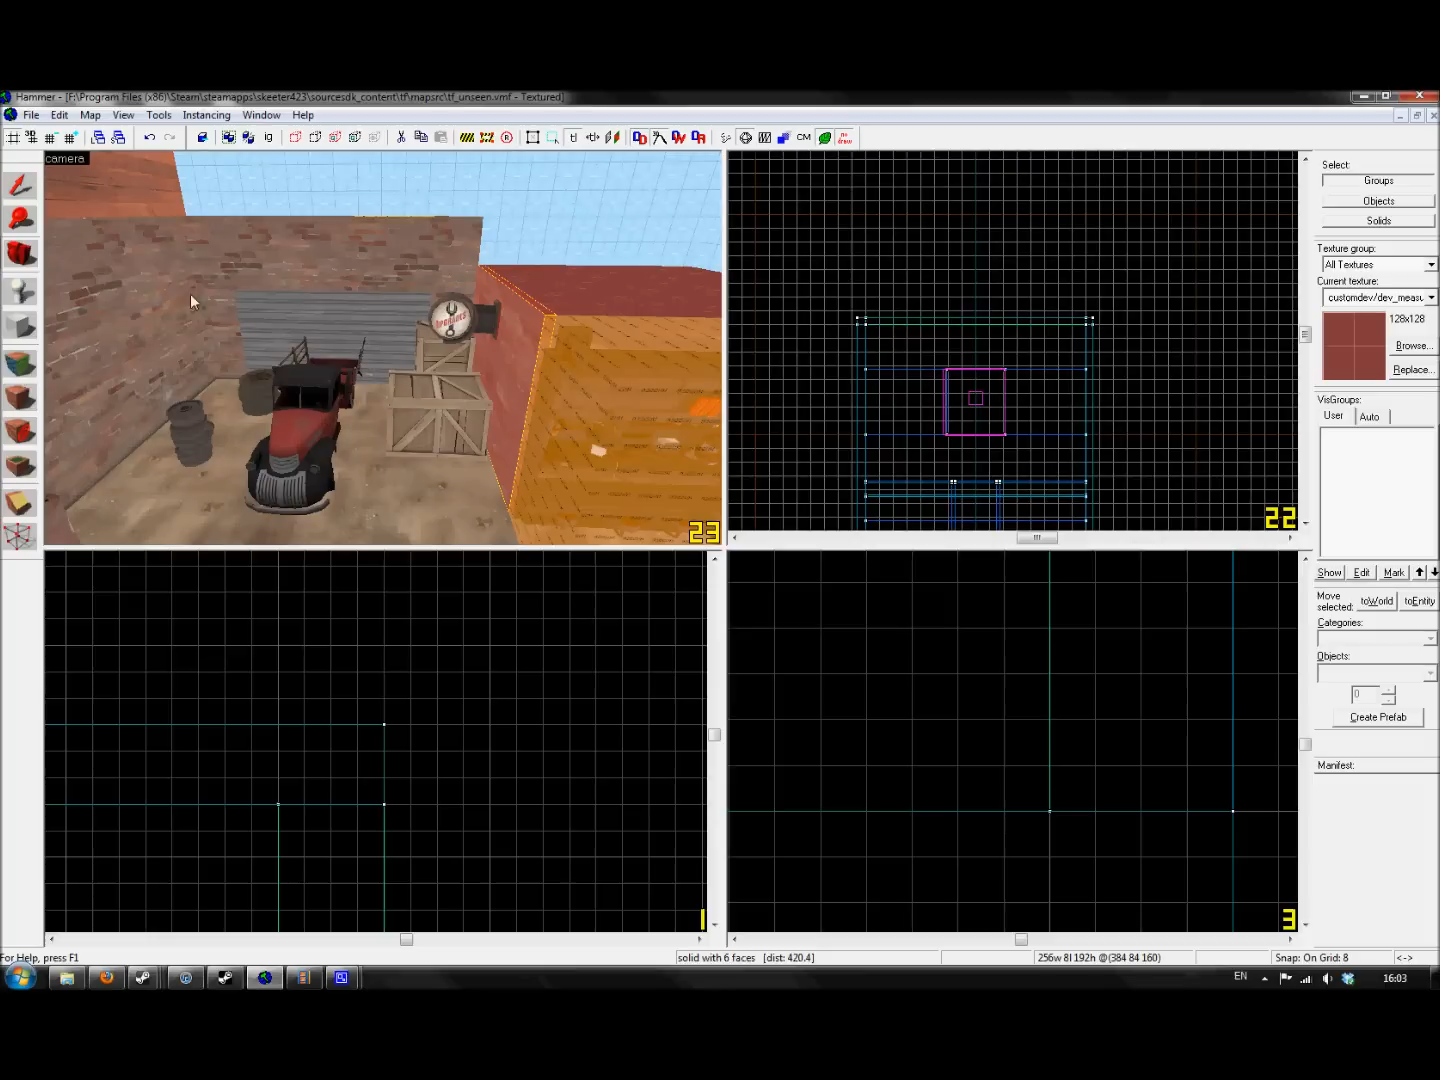 Hammer - [F:\Program Files (x86)\Steam\steamapps\skeeter423\sourcesdk_content\tf\mapsrc\tf_unseen.vmf - Textured]
File Edit Map View Tools Instancing Window Help
camera
UPGRADES
23
22
1
3
Select:
Groups
Objects
Solids
Texture group:
All Textures
Current texture:
customdev/dev_measu
128x128
Browse...
Replace...
VisGroups:
User Auto
Show Edit Mark
Move selected: toWorld toEntity
Categories:
Objects:
0
Create Prefab
Manifest:
For Help, press F1
solid with 6 faces [dist: 420.4]
256w 8l 192h @(384 84 160)
Snap: On Grid: 8
<->
EN
16:03